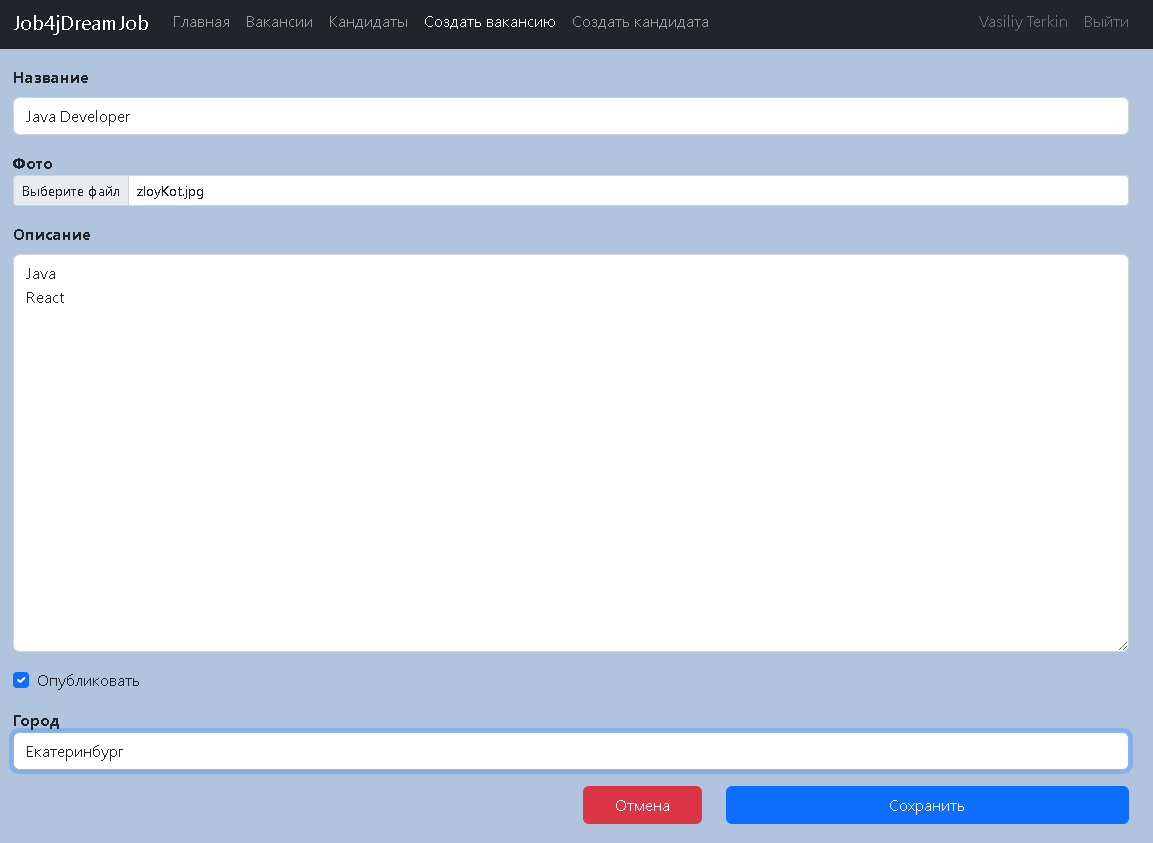 Job4jDreamJob Главная Вакансии Кандидаты Создать вакансию Создать кандидата Vasiliy Terkin Выйти
Название
Java Developer
Фото
Выберите файл zloyKot.jpg
Описание
Java
React
Опубликовать
Город
Екатеринбург
Отмена Сохранить